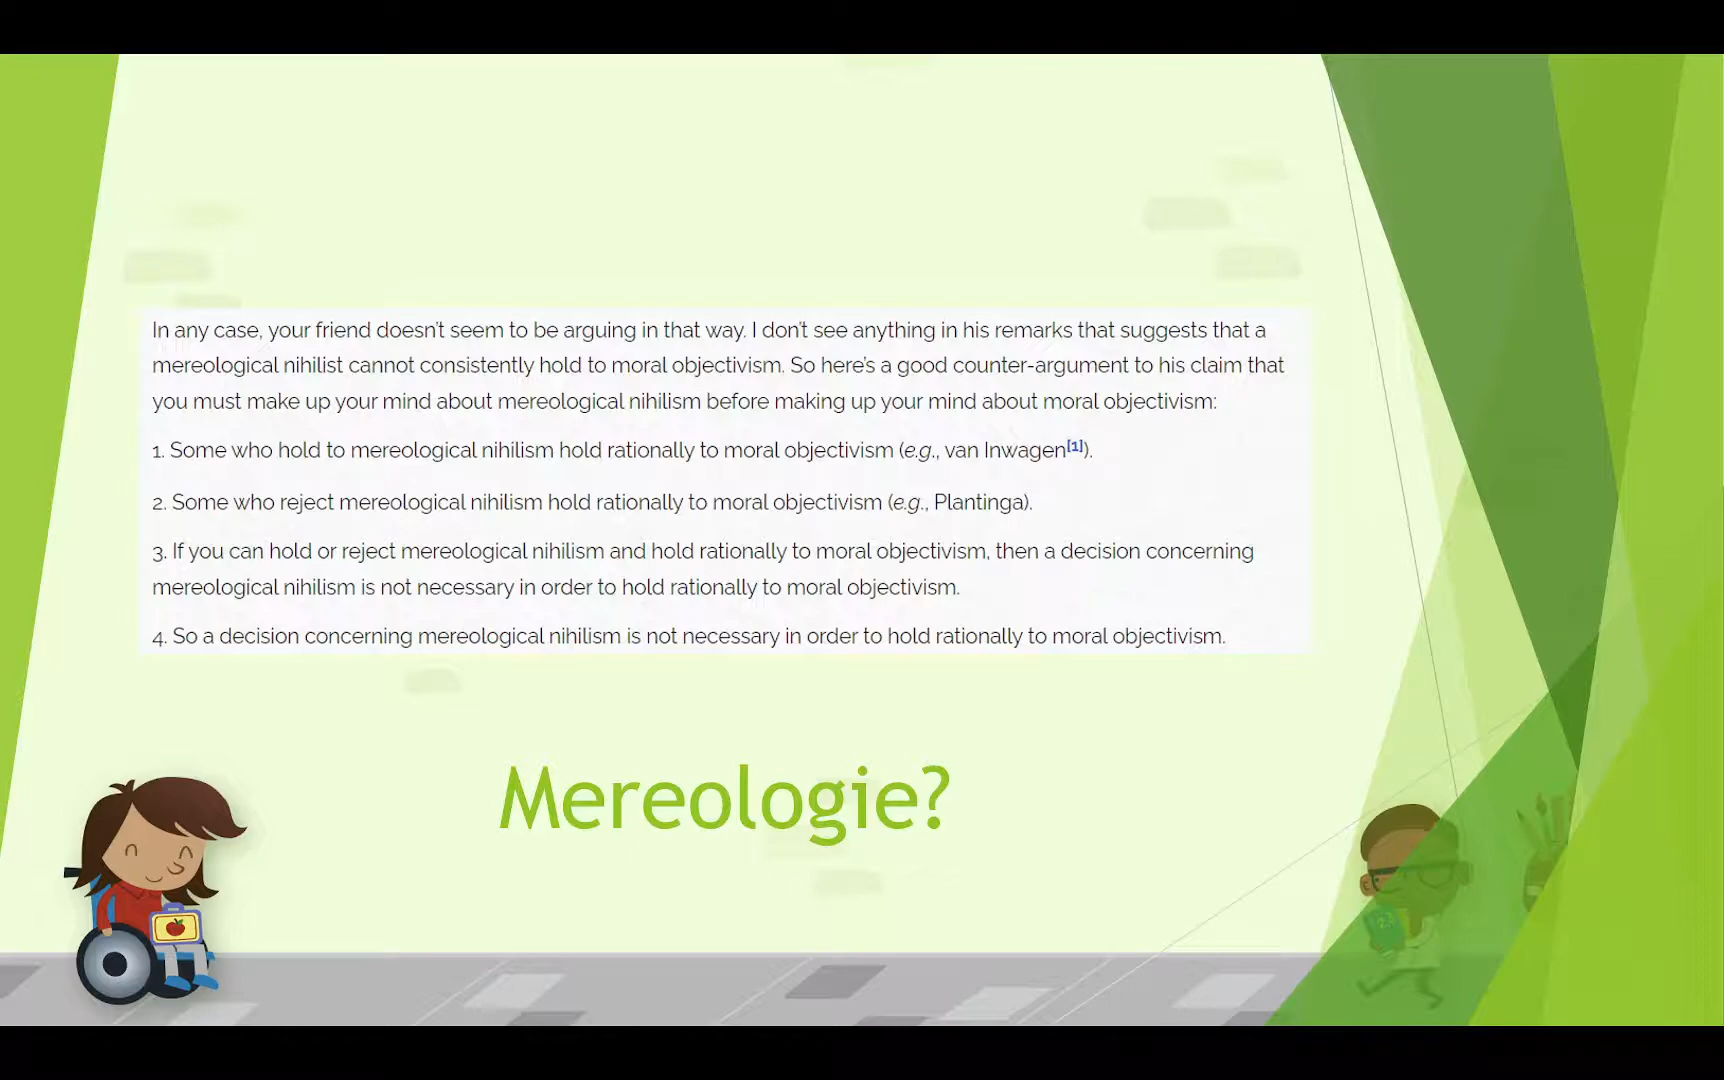 In any case, your friend doesn't seem to be arguing in that way. I don't see anything in his remarks that suggests that a
mereological nihilist cannot consistently hold to moral objectivism. So here's a good counter-argument to his claim that
you must make up your mind about mereological nihilism before making up your mind about moral objectivism:
1. Some who hold to mereological nihilism hold rationally to moral objectivism (e.g., van Inwagen[1]).
2. Some who reject mereological nihilism hold rationally to moral objectivism (e.g., Plantinga).
3. If you can hold or reject mereological nihilism and hold rationally to moral objectivism, then a decision concerning
mereological nihilism is not necessary in order to hold rationally to moral objectivism.
4. So a decision concerning mereological nihilism is not necessary in order to hold rationally to moral objectivism.
Mereologie?